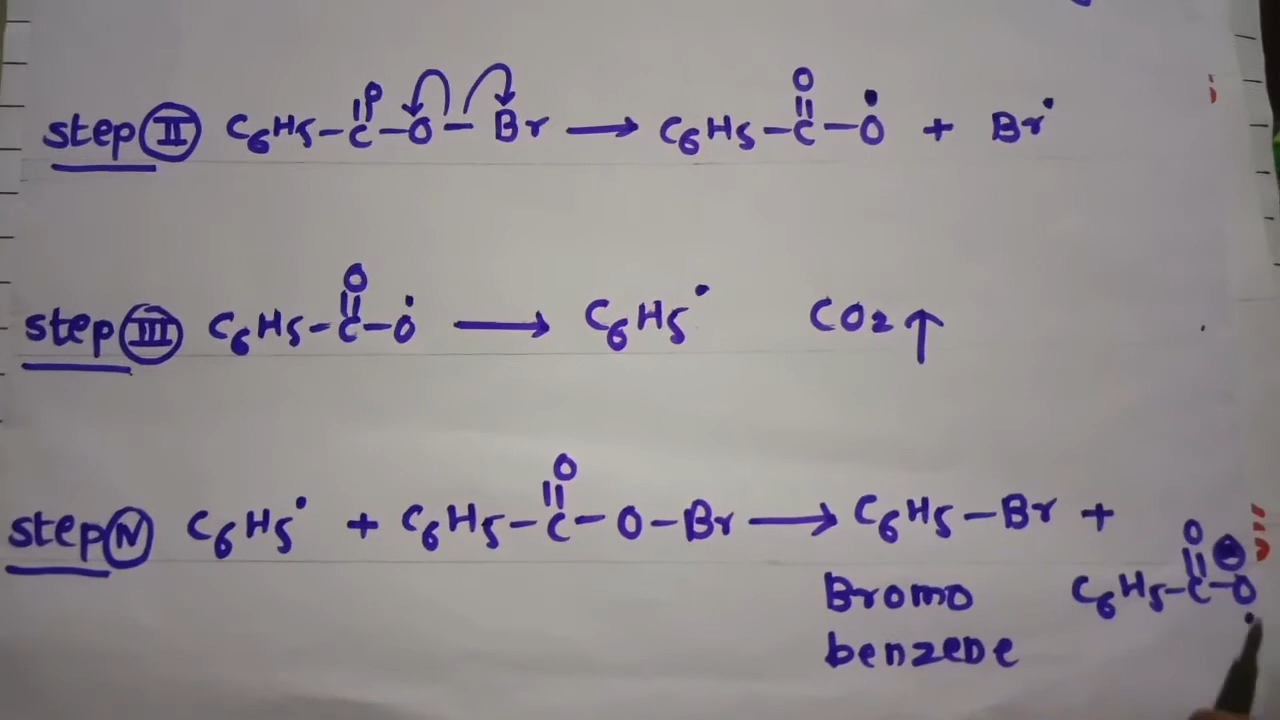 O
step II C6H5-C-O-Br → C6H5-C-O• + Br•
O
step III C6H5-C-O• → C6H5• CO2↑
O
step IV C6H5• + C6H5-C-O-Br → C6H5-Br +
O
Bromo C6H5-C-O•
benzene